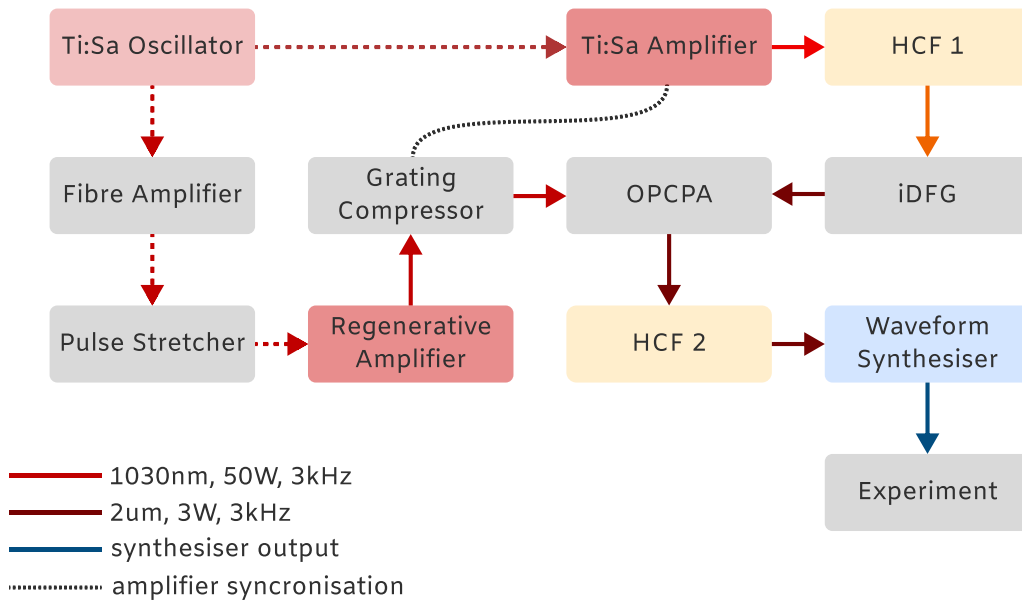 Ti:Sa Oscillator
Ti:Sa Amplifier
HCF 1
Fibre Amplifier
Grating
Compressor
OPCPA
iDFG
Pulse Stretcher
Regenerative
Amplifier
HCF 2
Waveform
Synthesiser
Experiment
1030nm, 50W, 3kHz
2um, 3W, 3kHz
synthesiser output
amplifier syncronisation